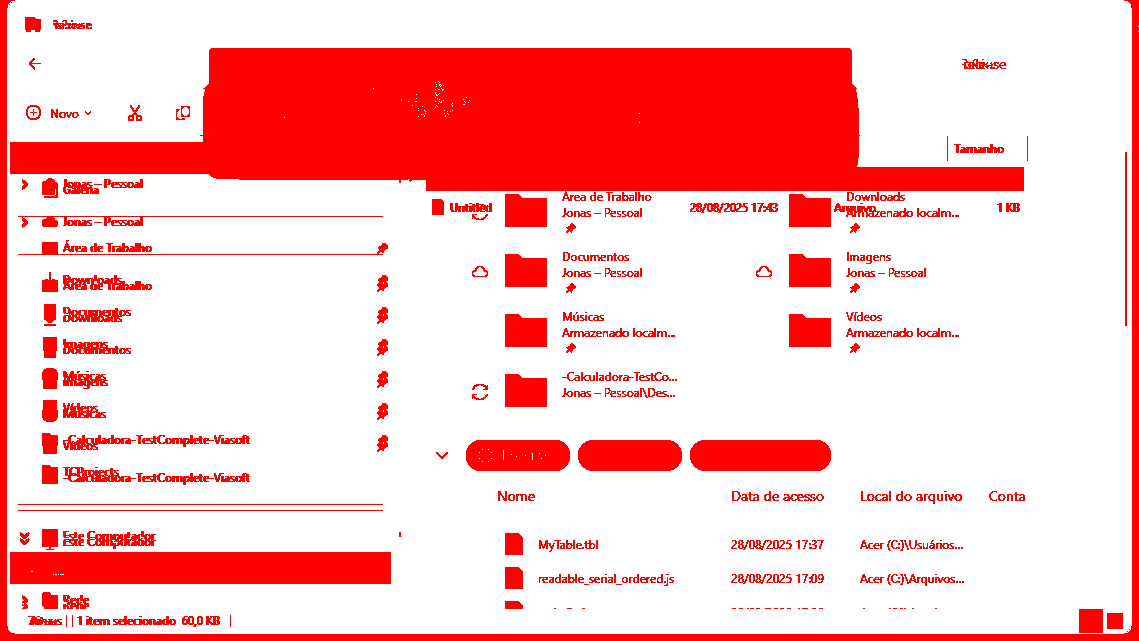 Novo
Tamanho
Jonas – Pessoal
Galeria
Jonas – Pessoal
Área de Trabalho
Downloads
Área de Trabalho
Documentos
Downloads
Imagens
Documentos
Músicas
Imagens
Vídeos
Músicas
-Calculadora-TestComplete-Viasoft
Vídeos
TCProjects
-Calculadora-TestComplete-Viasoft
Este Computador
Este Computador
Rede
Untitled 28/08/2025 17:43 Arquivo 1 KB
Área de Trabalho
Jonas – Pessoal
Downloads
Armazenado localm...
Documentos
Jonas – Pessoal
Imagens
Jonas – Pessoal
Músicas
Armazenado localm...
Vídeos
Armazenado localm...
-Calculadora-TestCo...
Jonas – Pessoal\Des...
Nome Data de acesso Local do arquivo Conta
MyTable.tbl 28/08/2025 17:37 Acer (C:)\Usuários...
readable_serial_ordered.js 28/08/2025 17:09 Acer (C:)\Arquivos...
1 item selecionado 60,0 KB